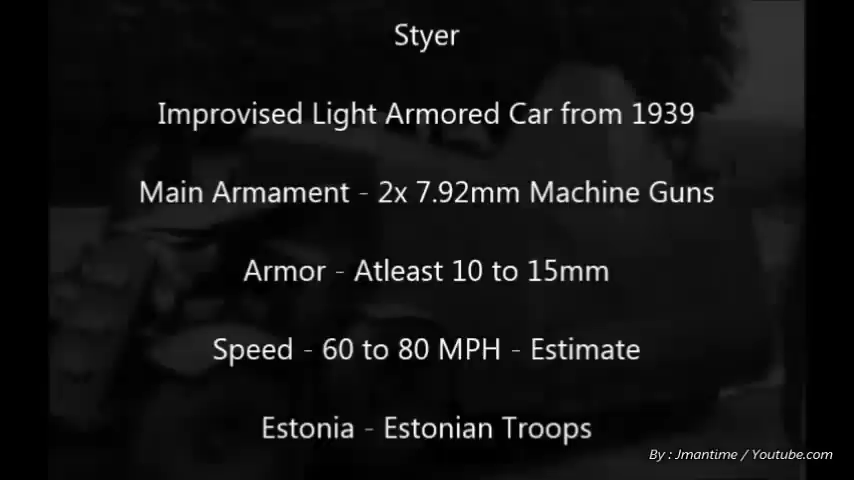 Styer
Improvised Light Armored Car from 1939
Main Armament - 2x 7.92mm Machine Guns
Armor - Atleast 10 to 15mm
Speed - 60 to 80 MPH - Estimate
Estonia - Estonian Troops
By : Jmantime / Youtube.com